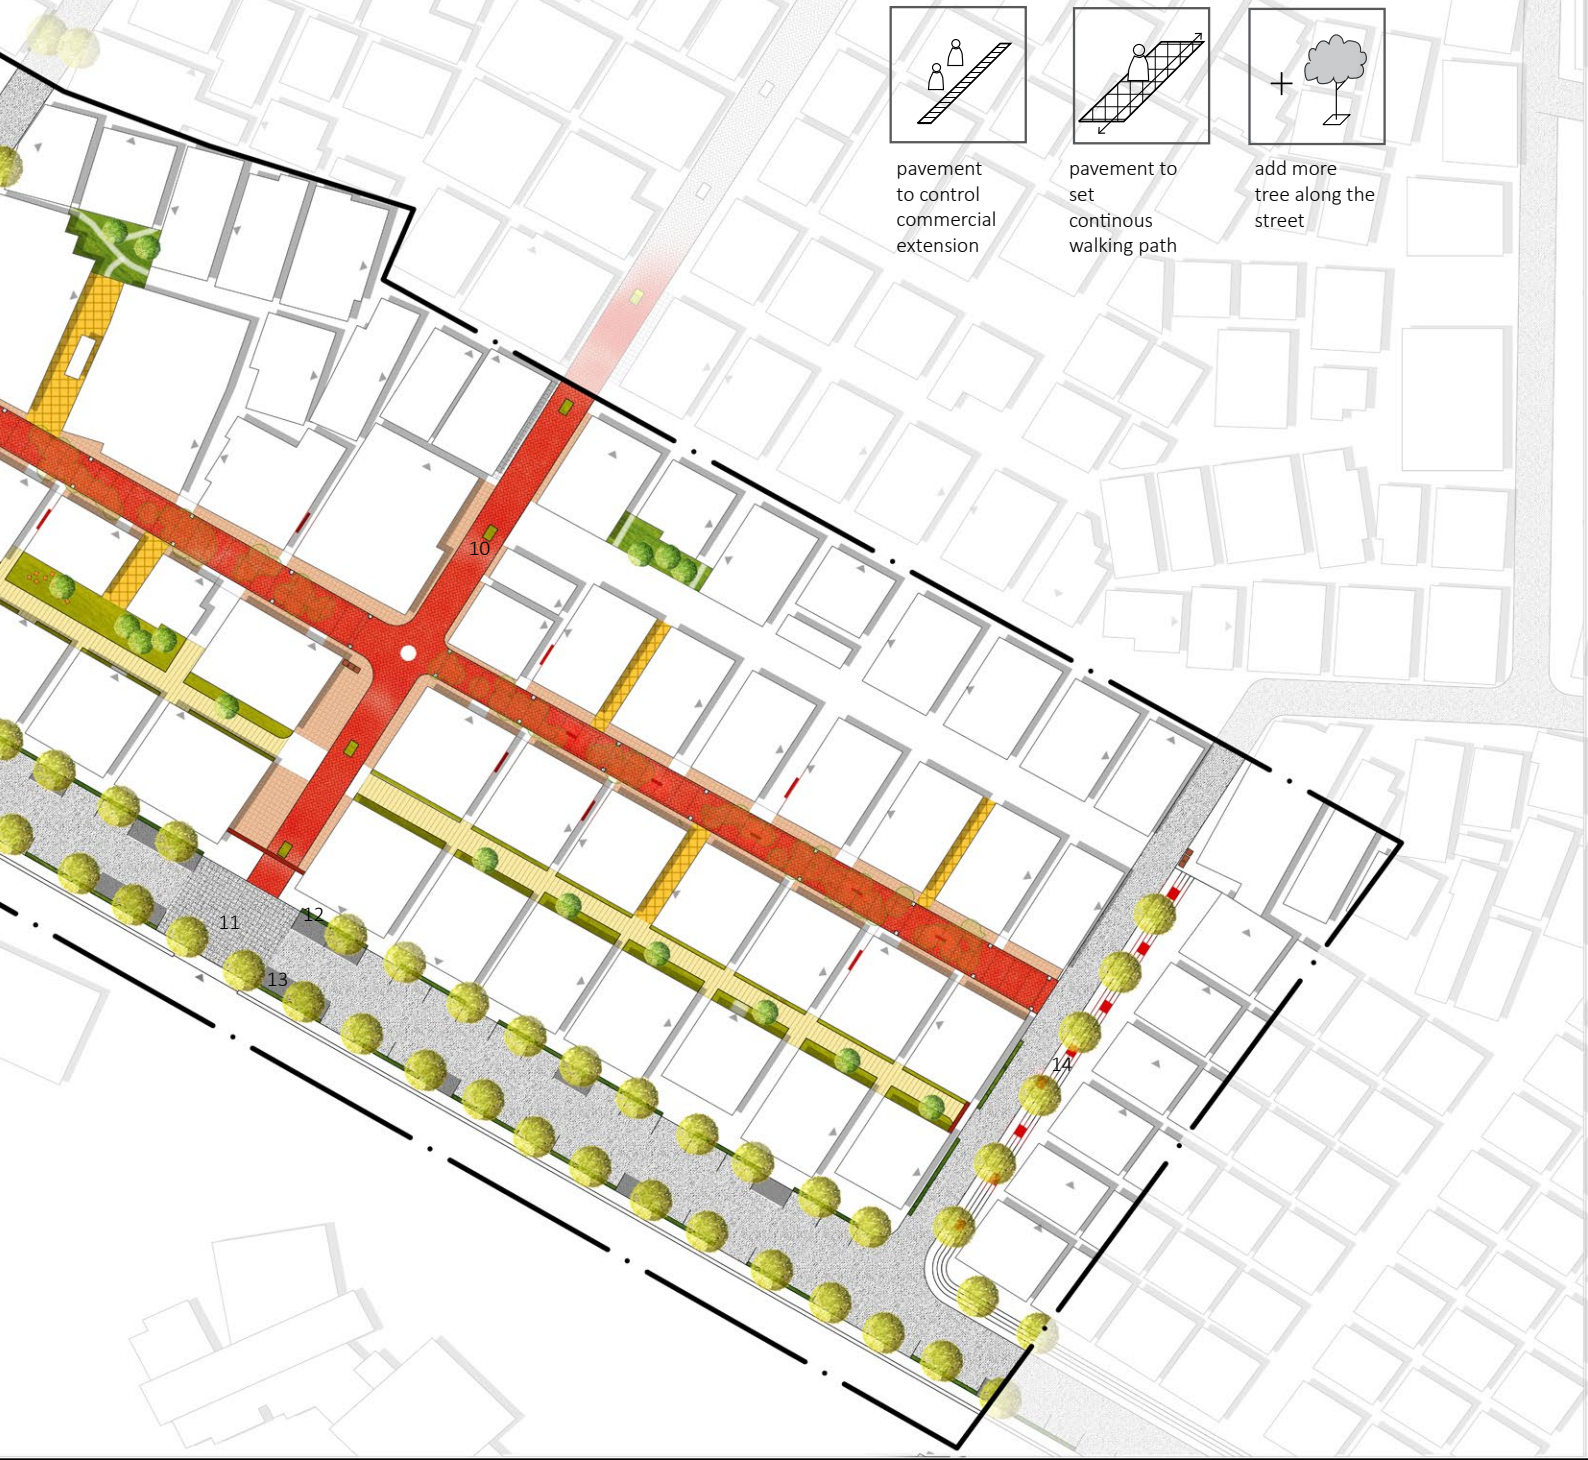 pavement
to control
commercial
extension
pavement to
set
continous
walking path
add more
tree along the
street
10
11
12
13
14